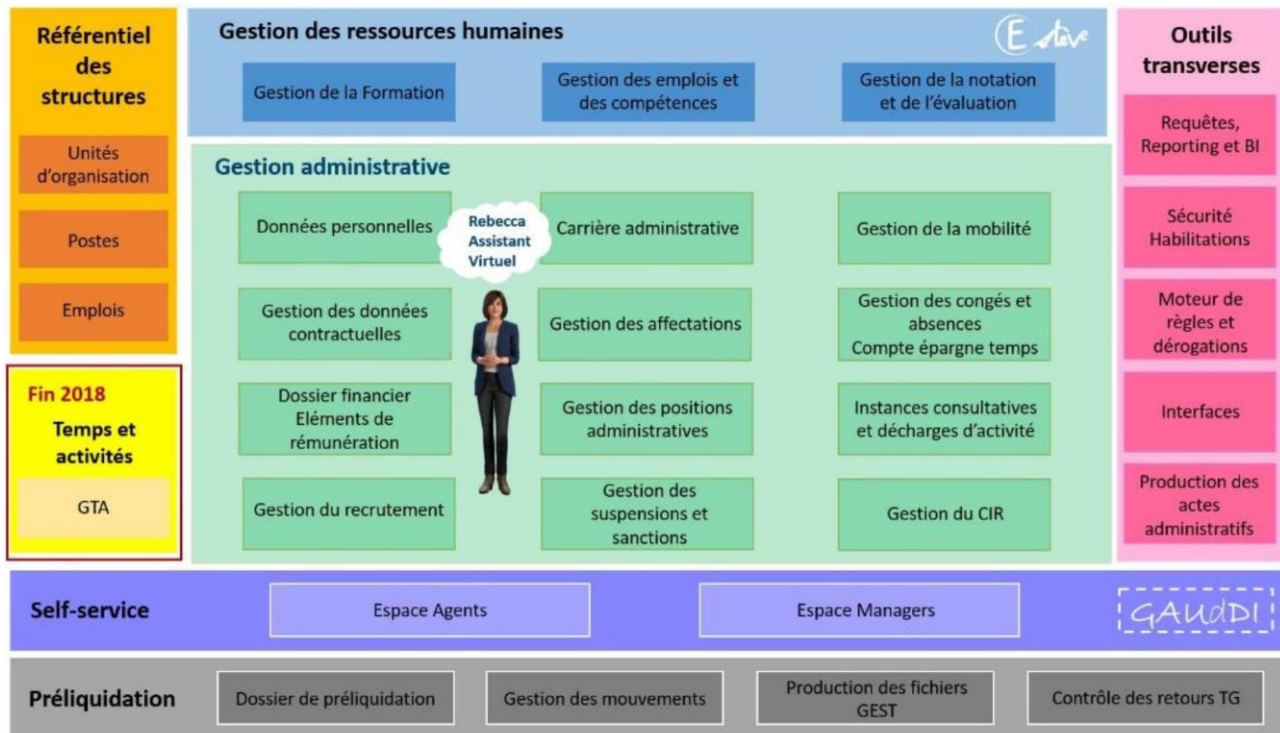 Référentiel
des
structures
Unités
d'organisation
Postes
Emplois
Fin 2018
Temps et
activités
GTA
Gestion des ressources humaines
E stève
Gestion de la Formation
Gestion des emplois et
des compétences
Gestion de la notation
et de l'évaluation
Gestion administrative
Données personnelles
Rebecca
Assistant
Virtuel
Carrière administrative
Gestion de la mobilité
Gestion des données
contractuelles
Gestion des affectations
Gestion des congés et
absences
Compte épargne temps
Dossier financier
Eléments de
rémunération
Gestion des positions
administratives
Instances consultatives
et décharges d'activité
Gestion du recrutement
Gestion des
suspensions et
sanctions
Gestion du CIR
Outils
transverses
Requêtes,
Reporting et BI
Sécurité
Habilitations
Moteur de
règles et
dérogations
Interfaces
Production des
actes
administratifs
Self-service
Espace Agents
Espace Managers
GAUdDI
Préliquidation
Dossier de préliquidation
Gestion des mouvements
Production des fichiers
GEST
Contrôle des retours TG